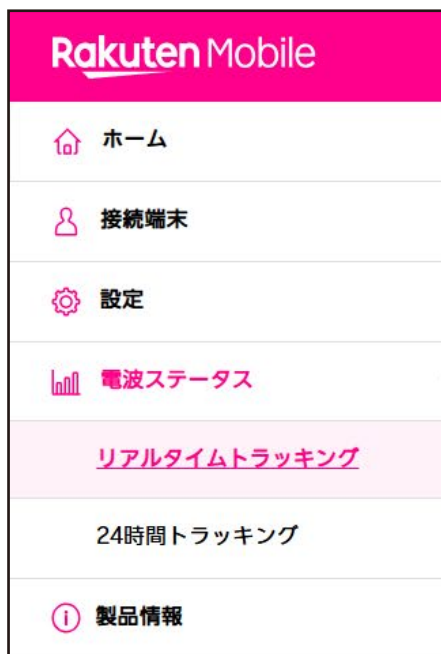 Rakuten Mobile
ホーム
接続端末
設定
電波ステータス
リアルタイムトラッキング
24時間トラッキング
製品情報